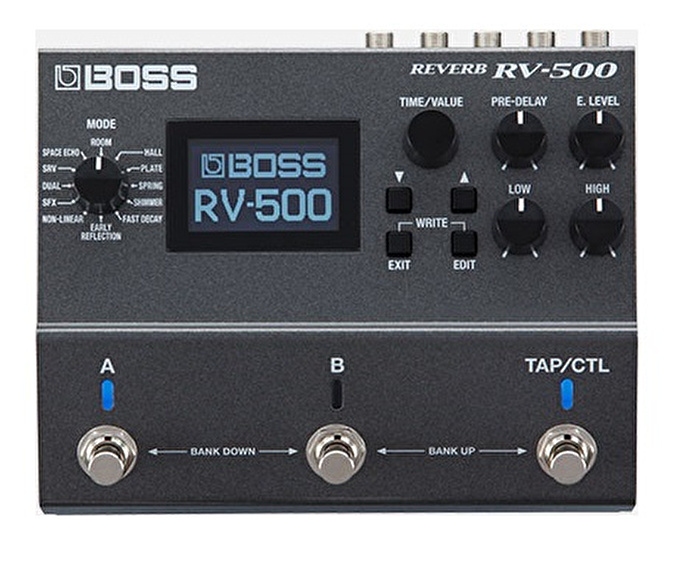 BOSS
REVERB RV-500
MODE
ROOM
SPACE ECHO
HALL
SRV
PLATE
DUAL
SPRING
SFX
SHIMMER
NON-LINEAR
FAST DECAY
EARLY
REFLECTION
BOSS
RV-500
TIME/VALUE
PRE-DELAY
E. LEVEL
LOW
HIGH
WRITE
EXIT
EDIT
A
B
TAP/CTL
BANK DOWN
BANK UP